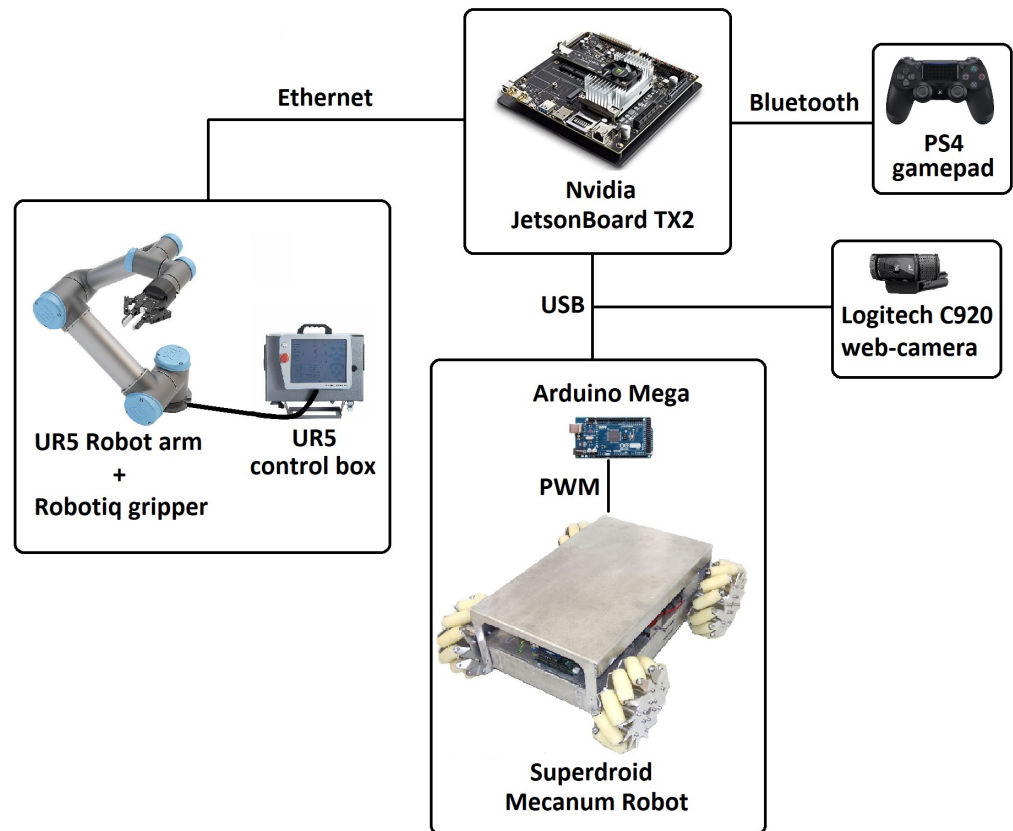 Ethernet
Bluetooth
PS4
gamepad
Nvidia
JetsonBoard TX2
USB
Logitech C920
web-camera
Arduino Mega
PWM
UR5 Robot arm
+
Robotiq gripper
UR5
control box
Superdroid
Mecanum Robot